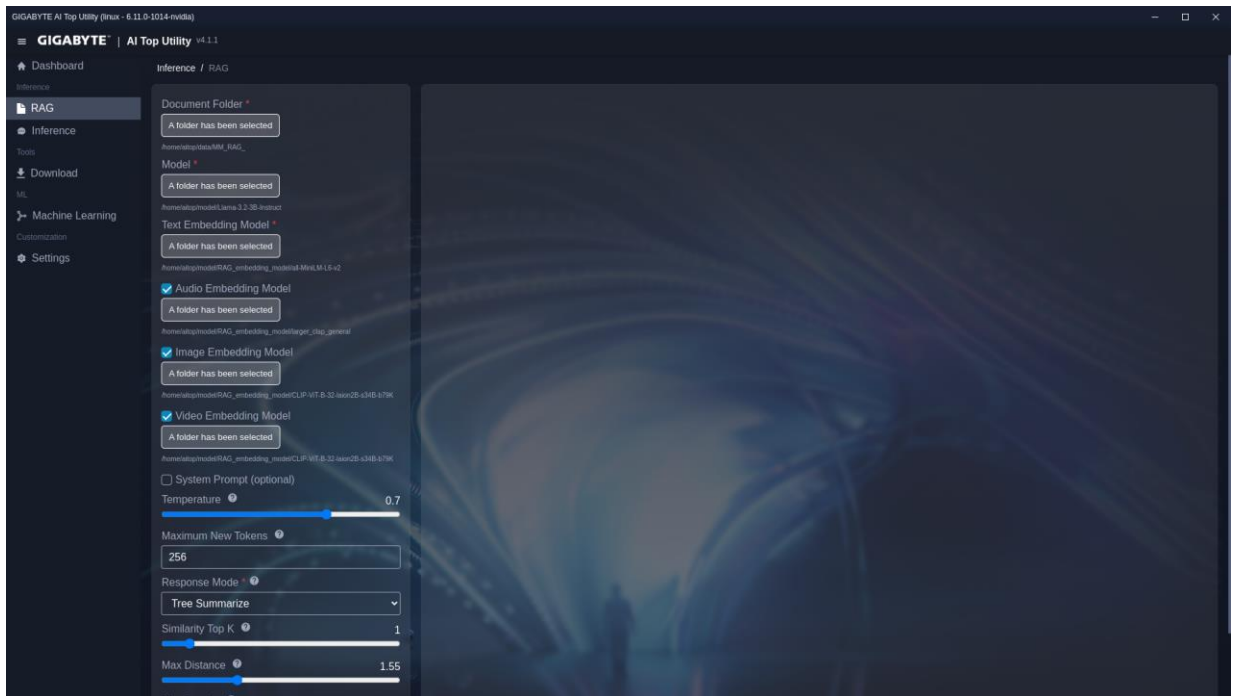 GIGABYTE AI Top Utility (linux - 6.11.0-1014-nvidia)
GIGABYTE™ | AI Top Utility v4.1.1
Dashboard
Inference
RAG
Inference
Tools
Download
ML
Machine Learning
Customization
Settings
Inference / RAG
Document Folder *
A folder has been selected
/home/aitop/data/MM_RAG_
Model *
A folder has been selected
/home/aitop/model/Llama-3.2-3B-Instruct
Text Embedding Model *
A folder has been selected
/home/aitop/model/RAG_embedding_model/all-MiniLM-L6-v2
Audio Embedding Model
A folder has been selected
/home/aitop/model/RAG_embedding_model/larger_clap_general
Image Embedding Model
A folder has been selected
/home/aitop/model/RAG_embedding_model/CLIP-ViT-B-32-laion2B-s34B-b79K
Video Embedding Model
A folder has been selected
/home/aitop/model/RAG_embedding_model/CLIP-ViT-B-32-laion2B-s34B-b79K
System Prompt (optional)
Temperature ? 0.7
Maximum New Tokens ?
256
Response Mode * ?
Tree Summarize
Similarity Top K ? 1
Max Distance ? 1.55